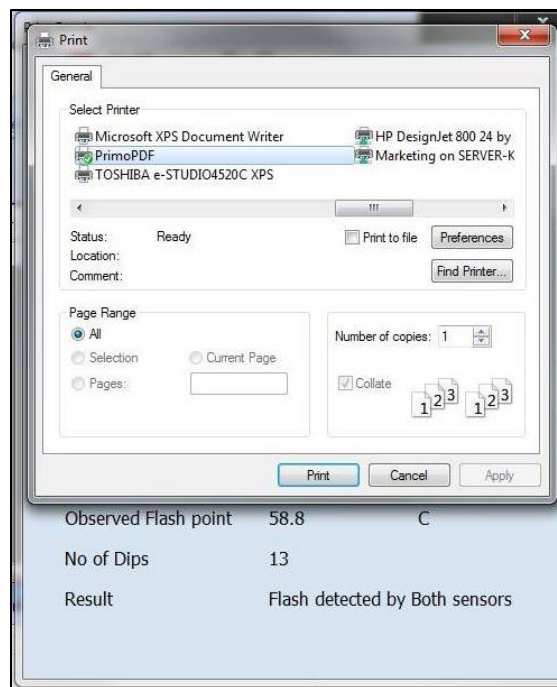 Print
General
Select Printer
Microsoft XPS Document Writer
HP DesignJet 800 24 by
PrimoPDF
Marketing on SERVER-K
TOSHIBA e-STUDIO4520C XPS
Status: Ready
Print to file
Preferences
Location:
Comment:
Find Printer...
Page Range
All
Selection
Current Page
Pages:
Number of copies: 1
Collate
1 2 3 1 2 3
Print
Cancel
Apply
Observed Flash point 58.8 C
No of Dips 13
Result Flash detected by Both sensors